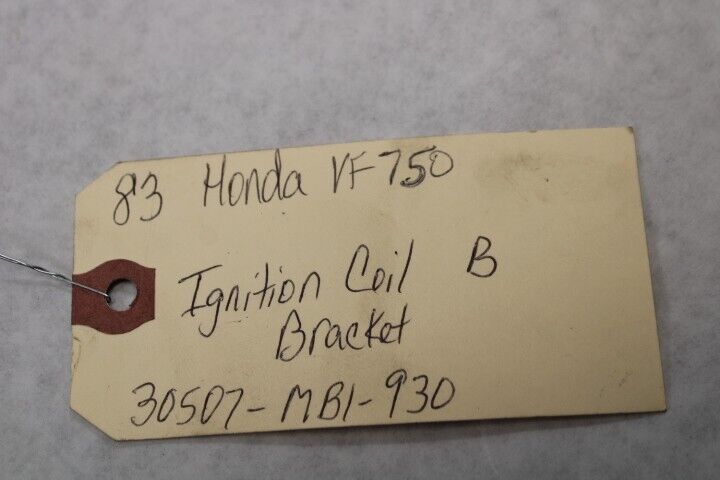 83 Honda VF750
Ignition Coil B
Bracket
30507-MB1-930